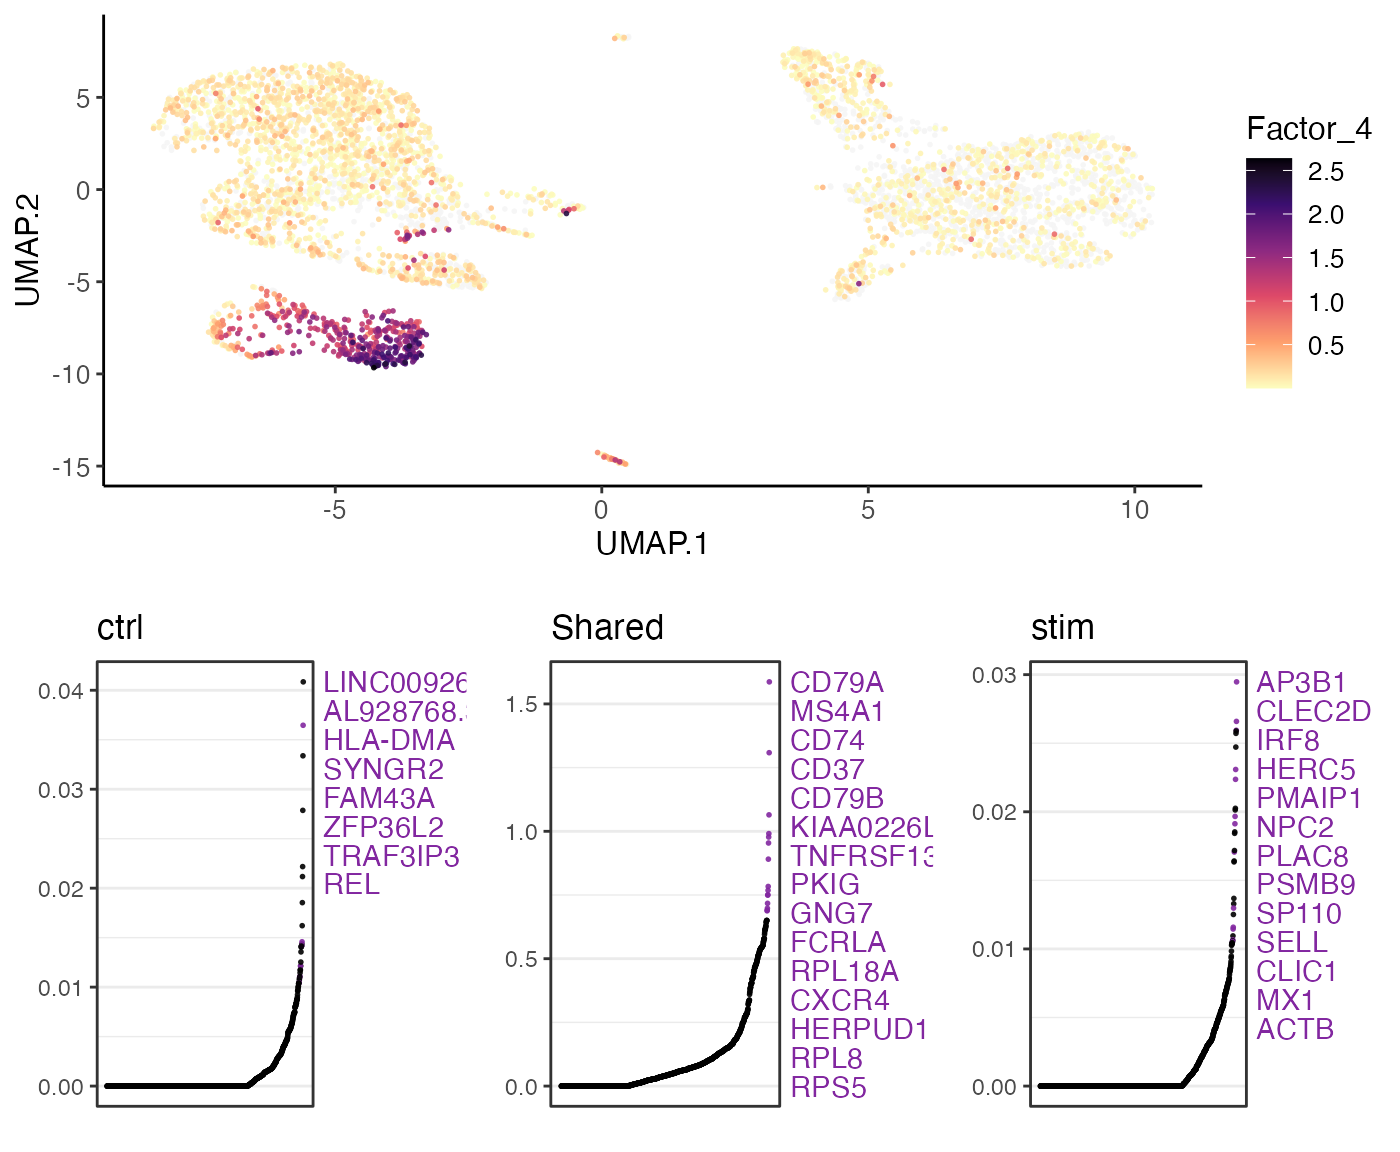 UMAP.2
5
0
-5
-10
-15
-5
0
5
10
UMAP.1
Factor_4
2.5
2.0
1.5
1.0
0.5
ctrl
0.04
0.03
0.02
0.01
0.00
LINC00926
AL928768.
HLA-DMA
SYNGR2
FAM43A
ZFP36L2
TRAF3IP3
REL
Shared
1.5
1.0
0.5
0.0
CD79A
MS4A1
CD74
CD37
CD79B
KIAA0226L
TNFRSF13
PKIG
GNG7
FCRLA
RPL18A
CXCR4
HERPUD1
RPL8
RPS5
stim
0.03
0.02
0.01
0.00
AP3B1
CLEC2D
IRF8
HERC5
PMAIP1
NPC2
PLAC8
PSMB9
SP110
SELL
CLIC1
MX1
ACTB